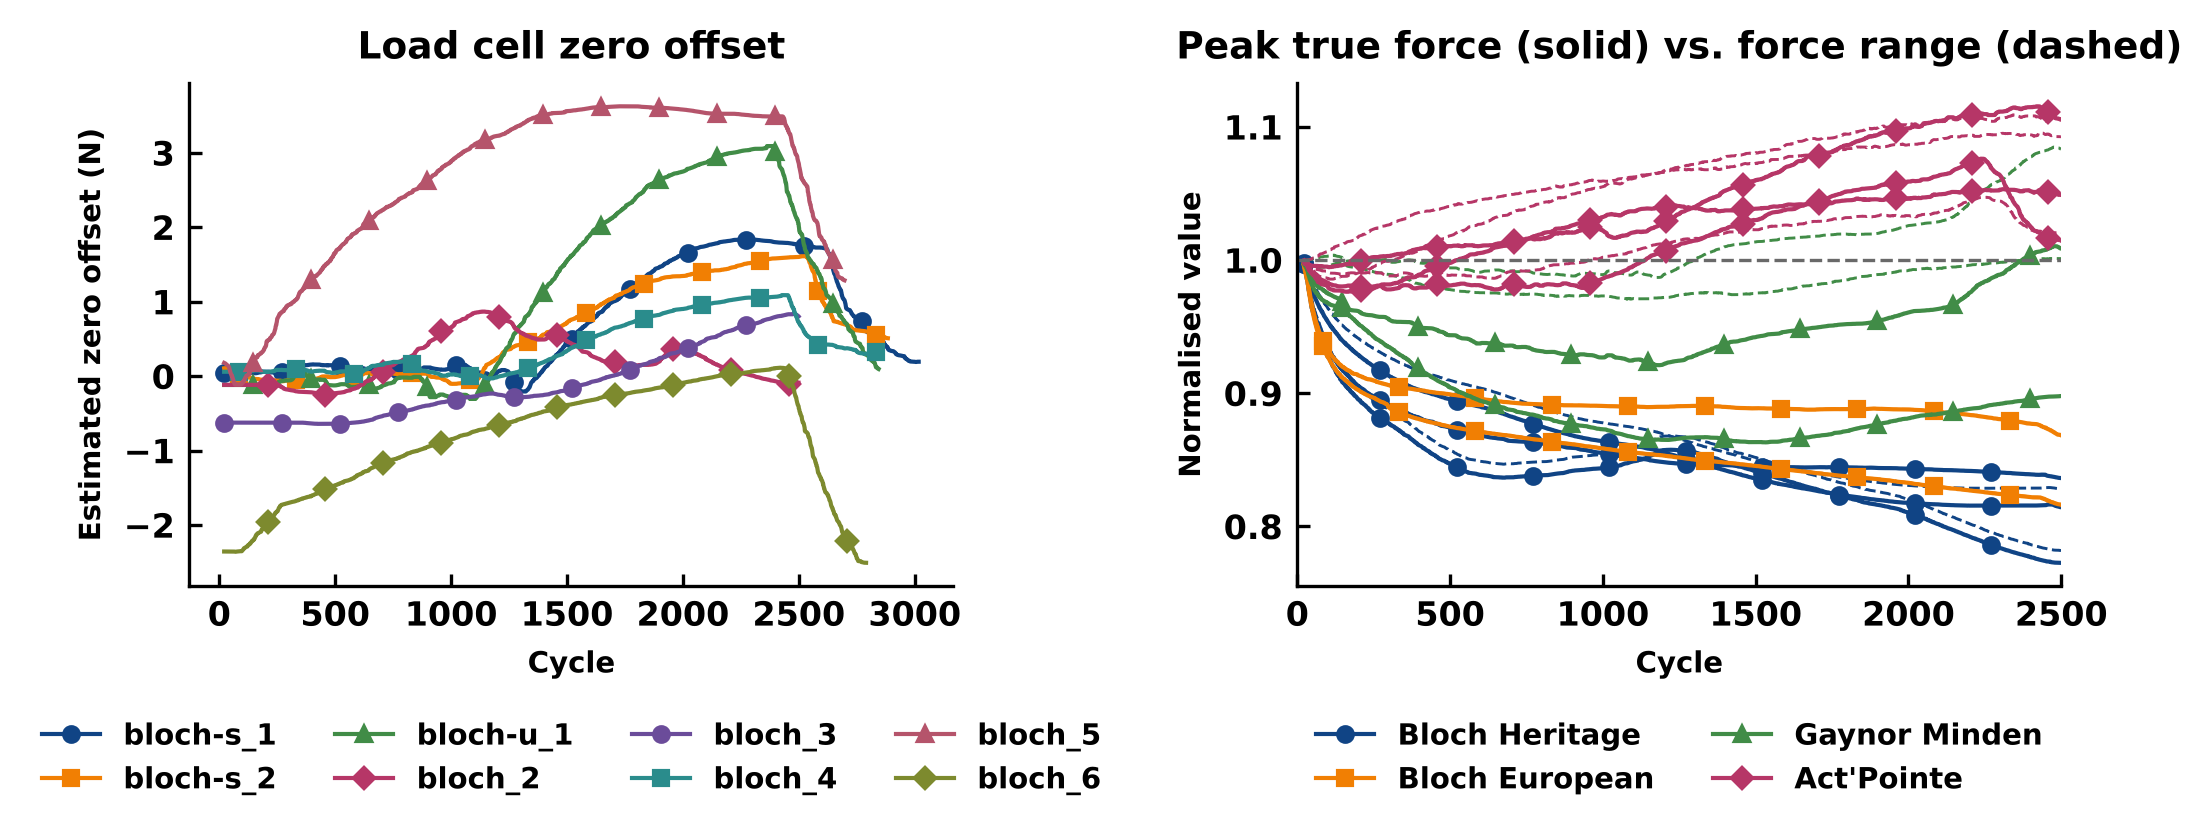 Load cell zero offset
Estimated zero offset (N)
3
2
1
0
−1
−2
0 500 1000 1500 2000 2500 3000
Cycle
bloch-s_1 bloch-u_1 bloch_3 bloch_5
bloch-s_2 bloch_2 bloch_4 bloch_6
Peak true force (solid) vs. force range (dashed)
Normalised value
1.1
1.0
0.9
0.8
0 500 1000 1500 2000 2500
Cycle
Bloch Heritage Gaynor Minden
Bloch European Act'Pointe